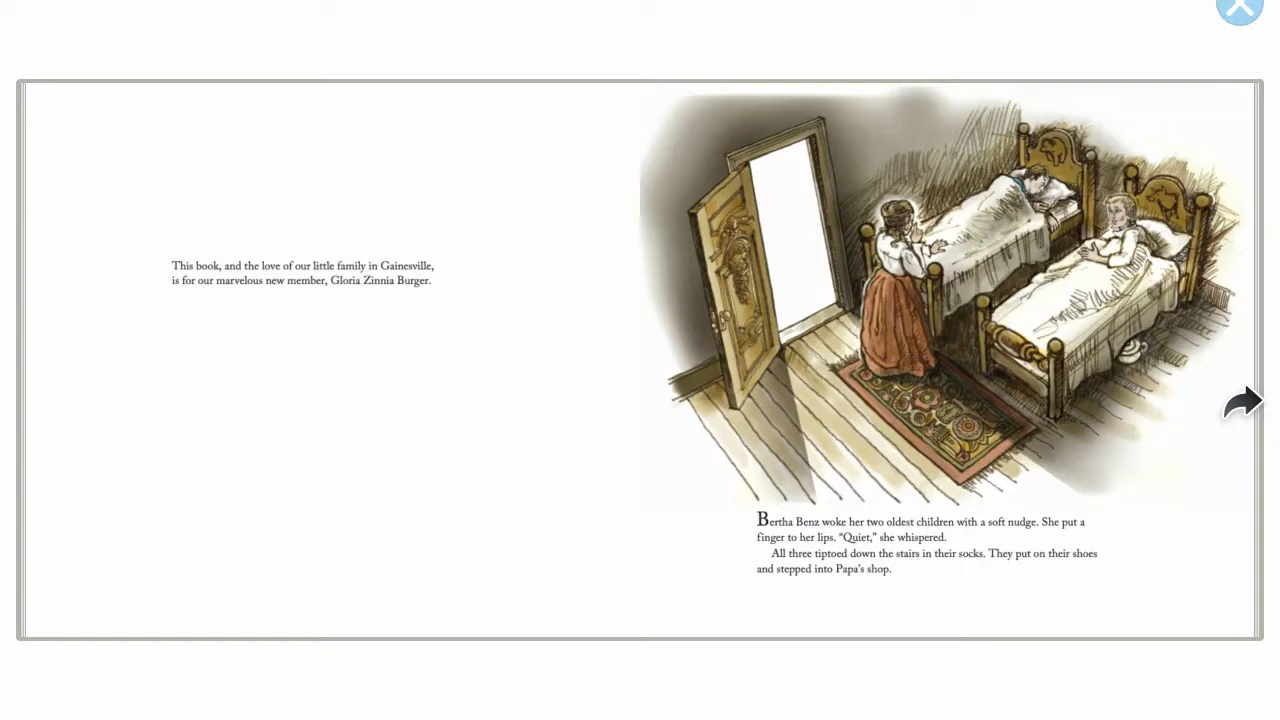 This book, and the love of our little family in Gainesville,
is for our marvelous new member, Gloria Zinnia Burger.
Bertha Benz woke her two oldest children with a soft nudge. She put a
finger to her lips. “Quiet,” she whispered.
All three tiptoed down the stairs in their socks. They put on their shoes
and stepped into Papa’s shop.